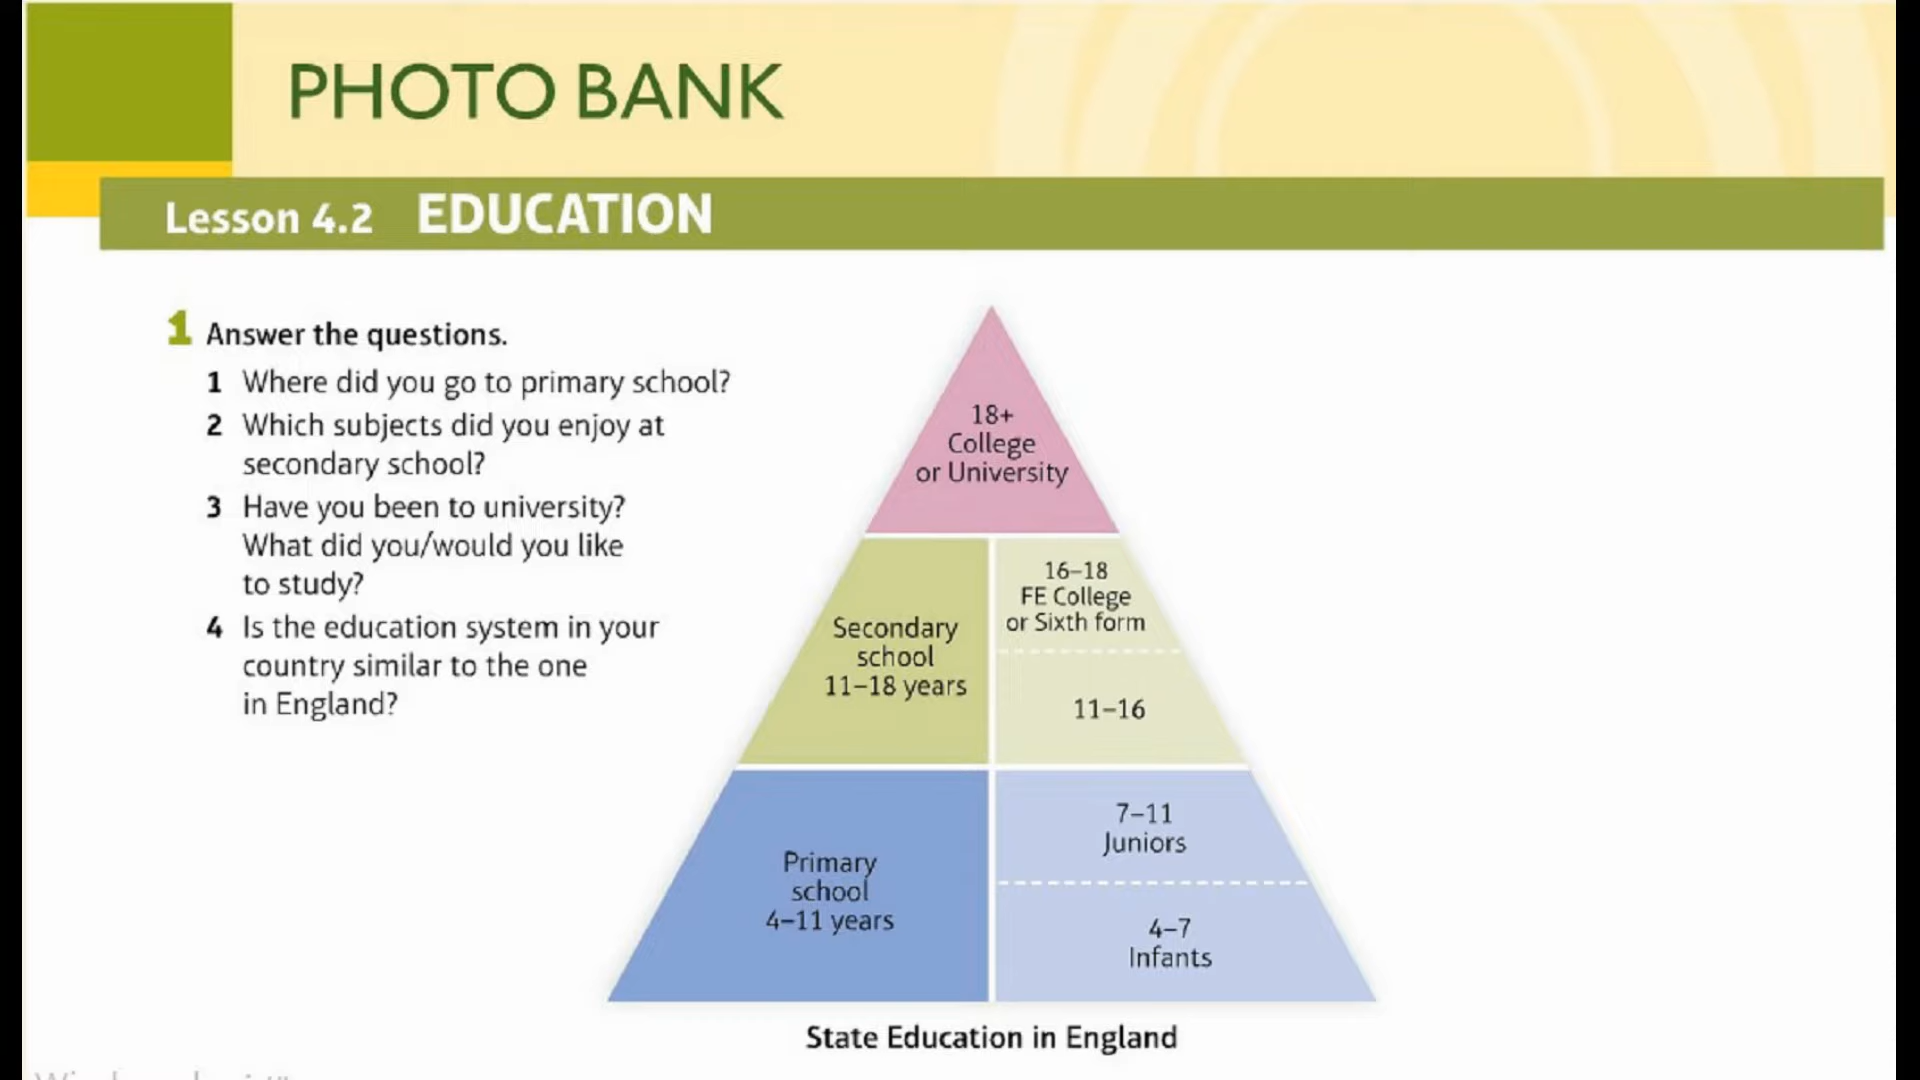 PHOTO BANK
Lesson 4.2 EDUCATION
1 Answer the questions.
1 Where did you go to primary school?
2 Which subjects did you enjoy at
secondary school?
3 Have you been to university?
What did you/would you like
to study?
4 Is the education system in your
country similar to the one
in England?
18+
College
or University
Secondary
school
11–18 years
16–18
FE College
or Sixth form
11–16
Primary
school
4–11 years
7–11
Juniors
4–7
Infants
State Education in England